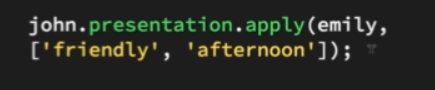 john.presentation.apply(emily,
['friendly', 'afternoon']);